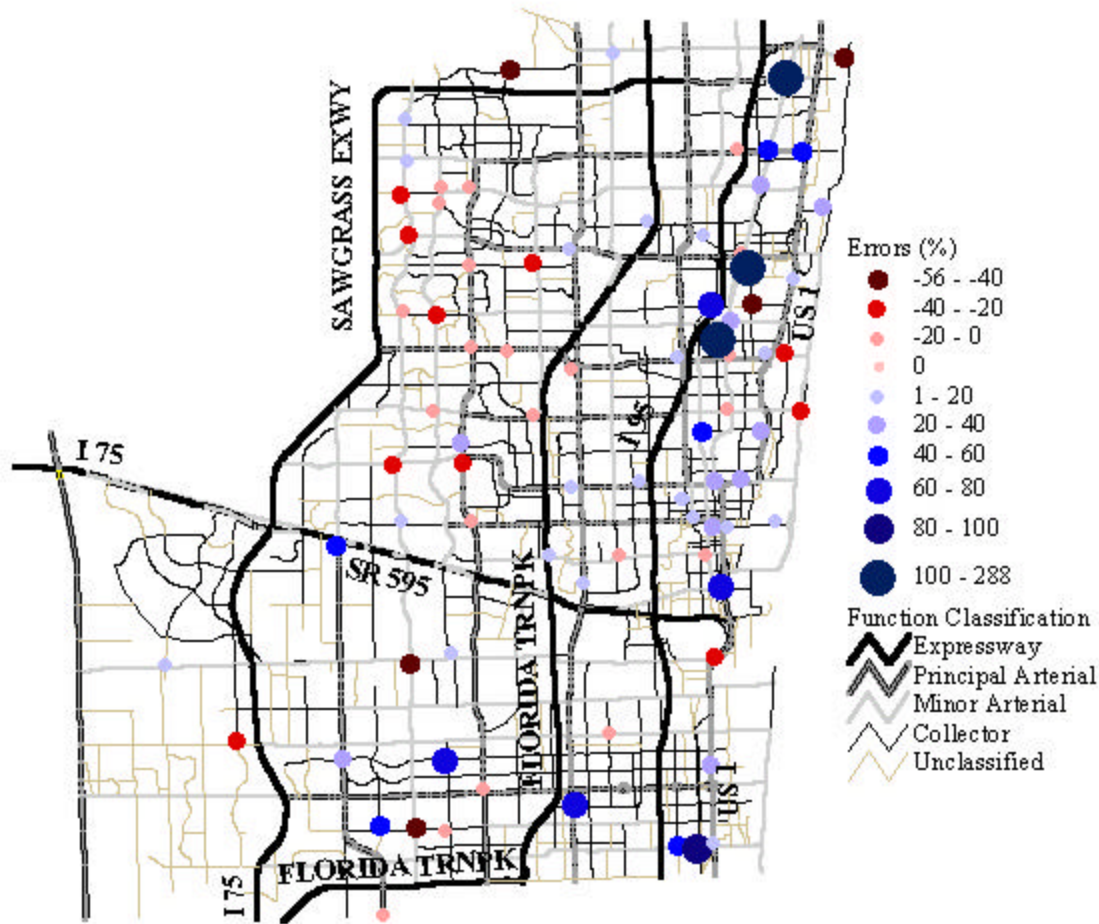 SAWGRASS EXWY
I 75
SR 595
FLORIDA TRNPK
I 95
US 1
US 1
FLORIDA TRNPK
I 75
Errors (%)
-56 - -40
-40 - -20
-20 - 0
0
1 - 20
20 - 40
40 - 60
60 - 80
80 - 100
100 - 288
Function Classification
Expressway
Principal Arterial
Minor Arterial
Collector
Unclassified